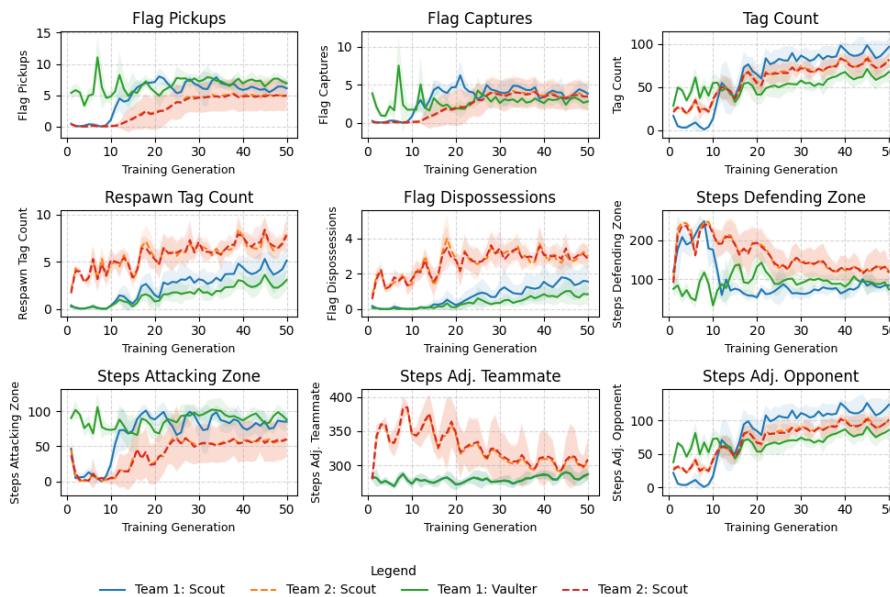 Flag Pickups
Flag Captures
Tag Count
Flag Pickups
15
10
5
0
0 10 20 30 40 50
Training Generation
Flag Captures
10
5
0
0 10 20 30 40 50
Training Generation
Tag Count
100
50
0
0 10 20 30 40 50
Training Generation
Respawn Tag Count
Flag Dispossessions
Steps Defending Zone
Respawn Tag Count
10
5
0
0 10 20 30 40 50
Training Generation
Flag Dispossessions
4
2
0
0 10 20 30 40 50
Training Generation
Steps Defending Zone
200
100
0 10 20 30 40 50
Training Generation
Steps Attacking Zone
Steps Adj. Teammate
Steps Adj. Opponent
Steps Attacking Zone
100
50
0
0 10 20 30 40 50
Training Generation
Steps Adj. Teammate
400
350
300
0 10 20 30 40 50
Training Generation
Steps Adj. Opponent
100
50
0
0 10 20 30 40 50
Training Generation
Legend
Team 1: Scout Team 2: Scout Team 1: Vaulter Team 2: Scout